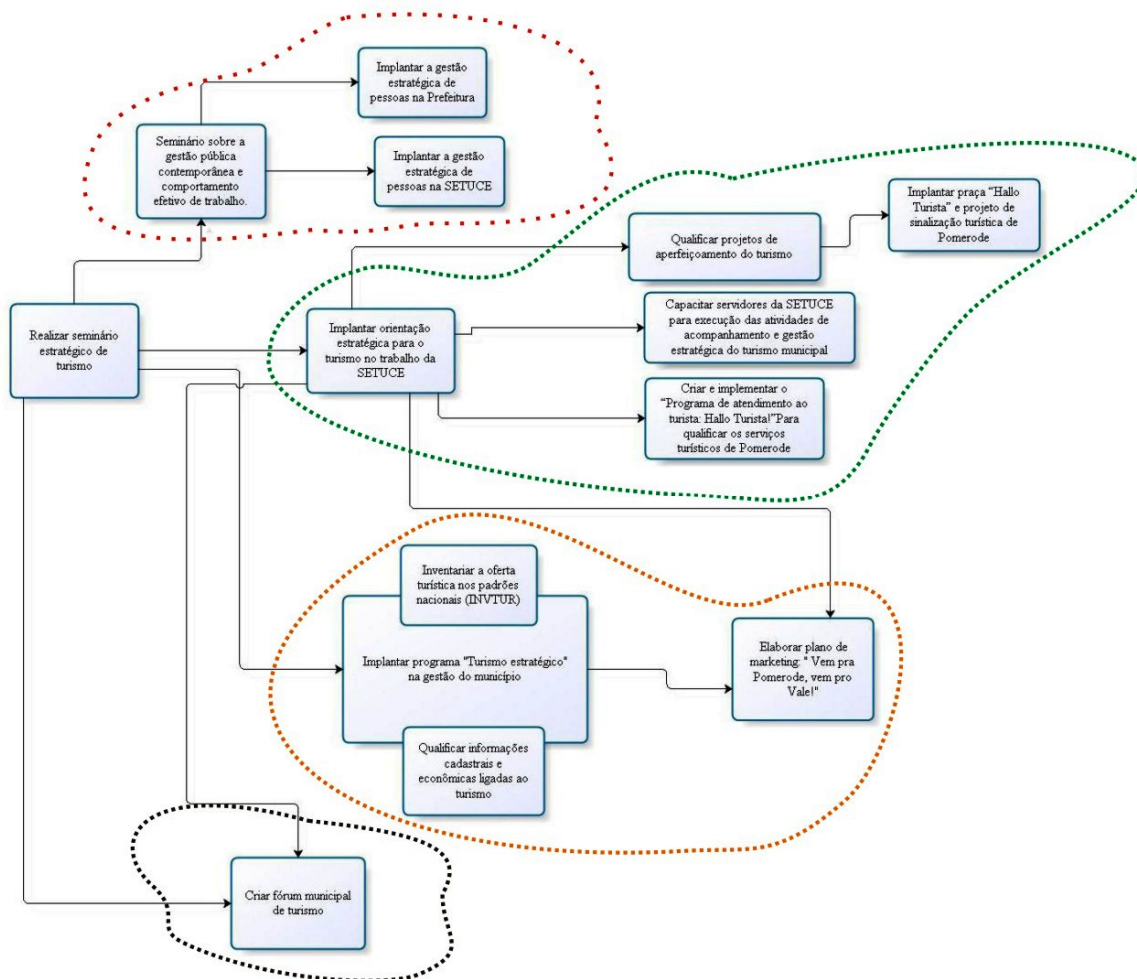 Implantar a gestão
estratégica de
pessoas na Prefeitura
Seminário sobre a
gestão pública
contemporânea e
comportamento
efetivo de trabalho.
Implantar a gestão
estratégica de
pessoas na SETUCE
Implantar praça "Hallo
Turista" e projeto de
sinalização turística de
Pomerode
Qualificar projetos de
aperfeiçoamento do turismo
Realizar seminário
estratégico de
turismo
Implantar orientação
estratégica para o
turismo no trabalho da
SETUCE
Capacitar servidores da SETUCE
para execução das atividades de
acompanhamento e gestão
estratégica do turismo municipal
Criar e implementar o
"Programa de atendimento ao
turista: Hallo Turista!"Para
qualificar os serviços
turísticos de Pomerode
Inventariar a oferta
turística nos padrões
nacionais (INVTUR)
Implantar programa "Turismo estratégico"
na gestão do município
Qualificar informações
cadastrais e
econômicas ligadas ao
turismo
Elaborar plano de
marketing: " Vem pra
Pomerode, vem pro
Vale!"
Criar fórum municipal
de turismo